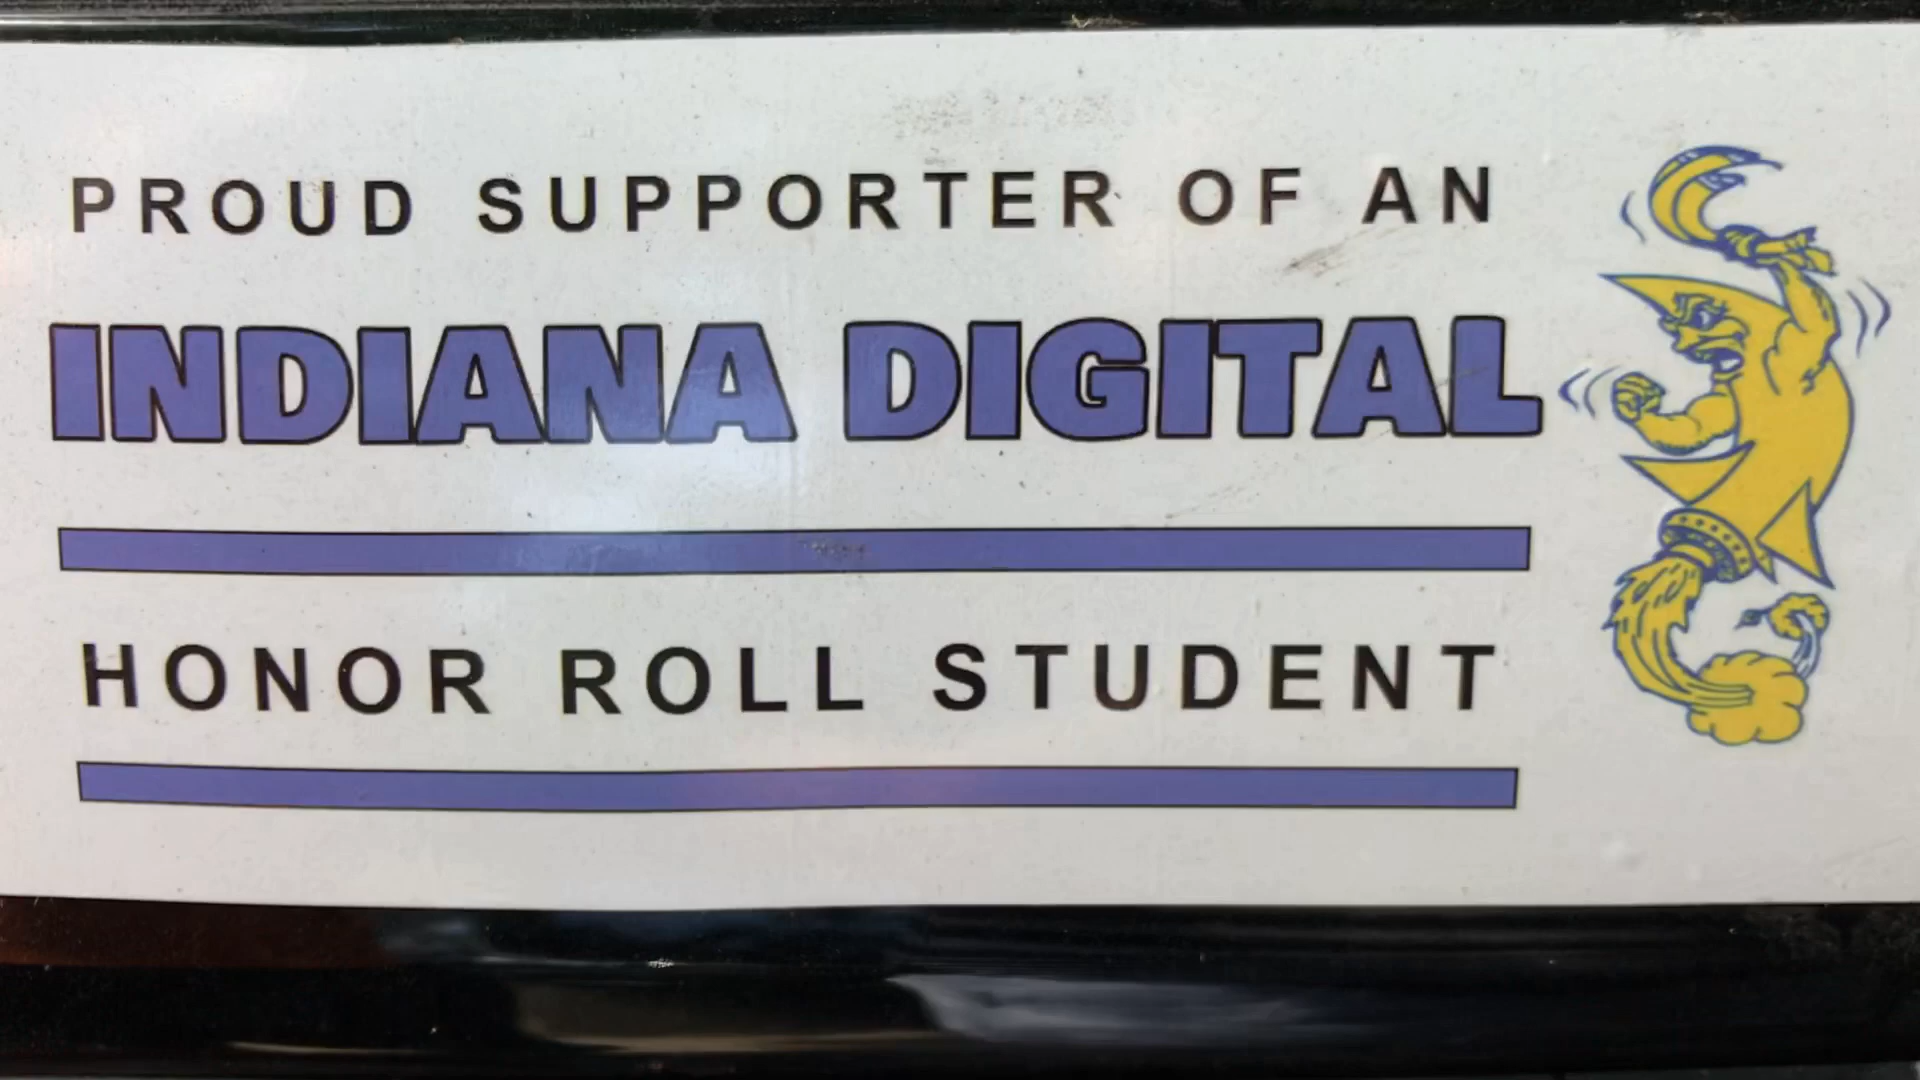 PROUD SUPPORTER OF AN
INDIANA DIGITAL
HONOR ROLL STUDENT